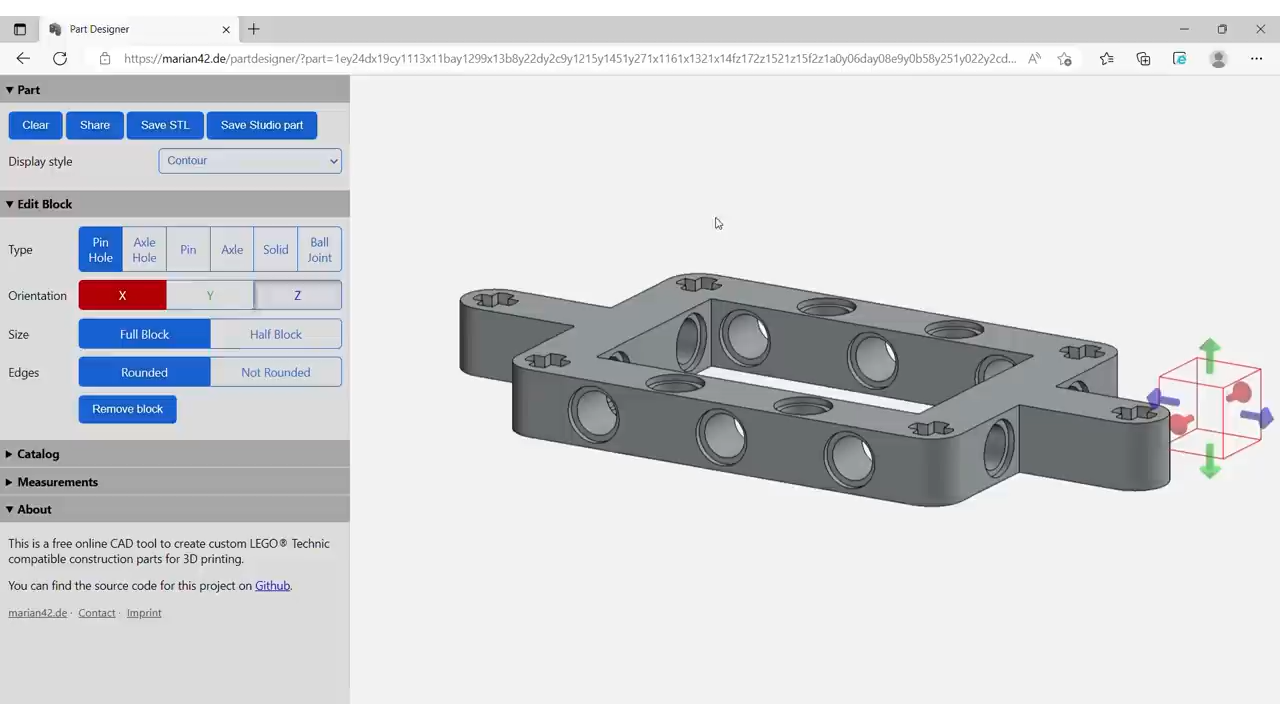 Part Designer
https://marian42.de/partdesigner/?part=1ey24dx19cy1113x11bay1299x13b8y22dy2c9y1215y1451y271x1161x1321x14fz172z1521z15f2z1a0y06day08e9y0b58y251y022y2cd...
Part
Clear Share Save STL Save Studio part
Display style Contour
Edit Block
Type Pin Hole Axle Hole Pin Axle Solid Ball Joint
Orientation X Y Z
Size Full Block Half Block
Edges Rounded Not Rounded
Remove block
Catalog
Measurements
About
This is a free online CAD tool to create custom LEGO® Technic
compatible construction parts for 3D printing.
You can find the source code for this project on Github.
marian42.de · Contact · Imprint